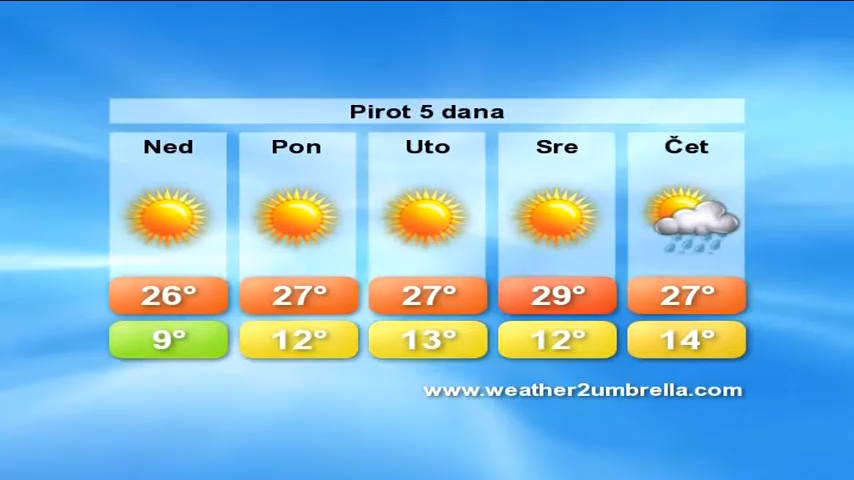 Pirot 5 dana
Ned Pon Uto Sre Čet
26° 27° 27° 29° 27°
9° 12° 13° 12° 14°
www.weather2umbrella.com